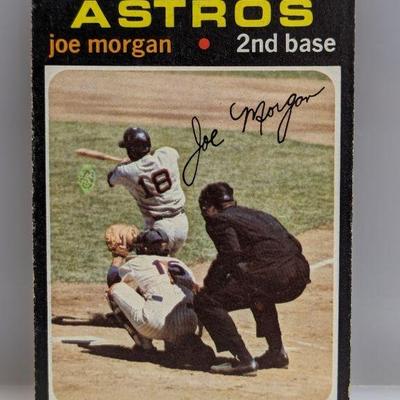 ASTROS
joe morgan • 2nd base
Joe Morgan
18